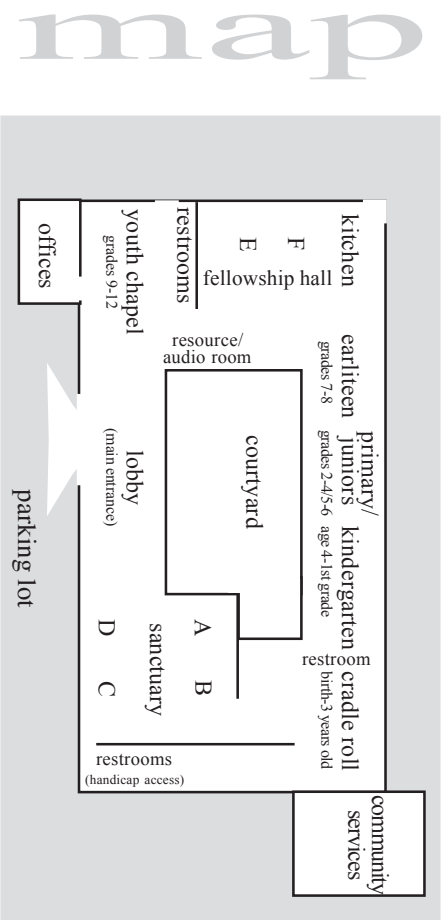 map
kitchen
F
E
fellowship hall
restrooms
youth chapel
grades 9-12
offices
resource/
audio room
earliteen
grades 7-8
primary/
juniors
grades 2-4/5-6
kindergarten
age 4-1st grade
courtyard
lobby
(main entrance)
parking lot
restroom
cradle roll
birth-3 years old
A
B
sanctuary
D
C
restrooms
(handicap access)
community
services